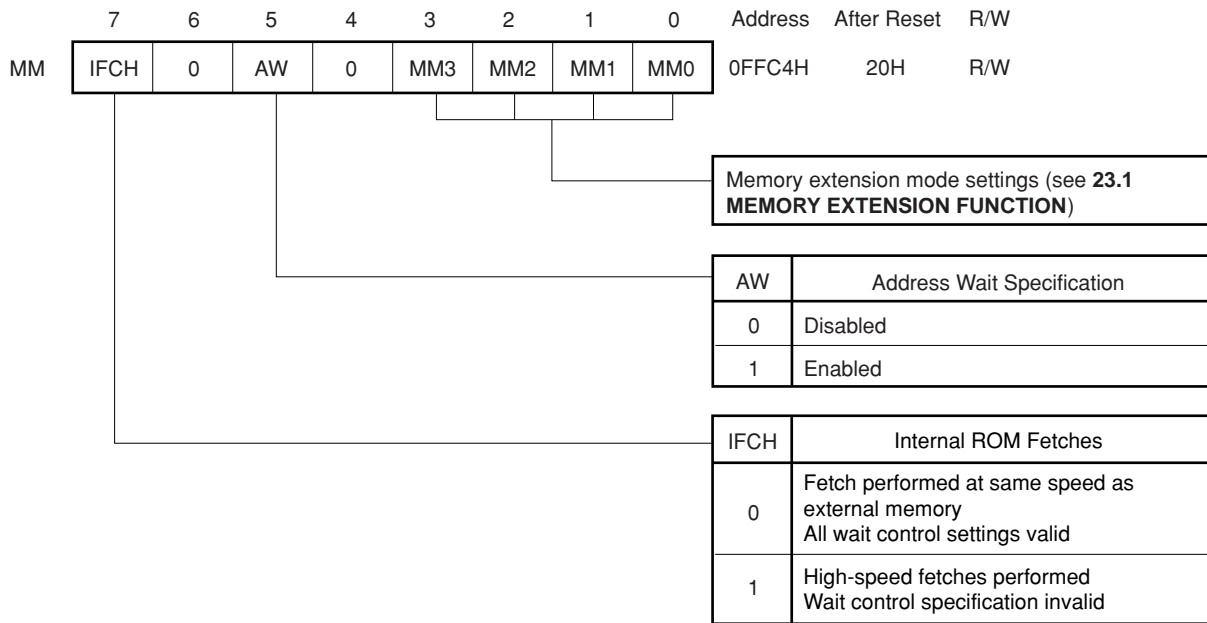 7 6 5 4 3 2 1 0 Address After Reset R/W
MM IFCH 0 AW 0 MM3 MM2 MM1 MM0 0FFC4H 20H R/W
Memory extension mode settings (see 23.1
MEMORY EXTENSION FUNCTION)
AW Address Wait Specification
0 Disabled
1 Enabled
IFCH Internal ROM Fetches
0 Fetch performed at same speed as
external memory
All wait control settings valid
1 High-speed fetches performed
Wait control specification invalid